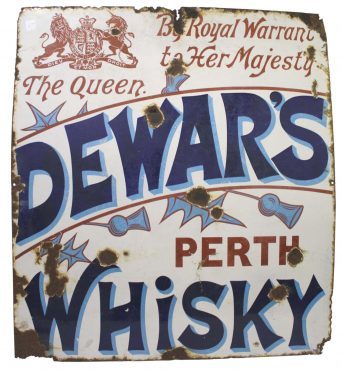 By Royal Warrant
to Her Majesty
The Queen.
DEWAR'S
PERTH
WHiSKY